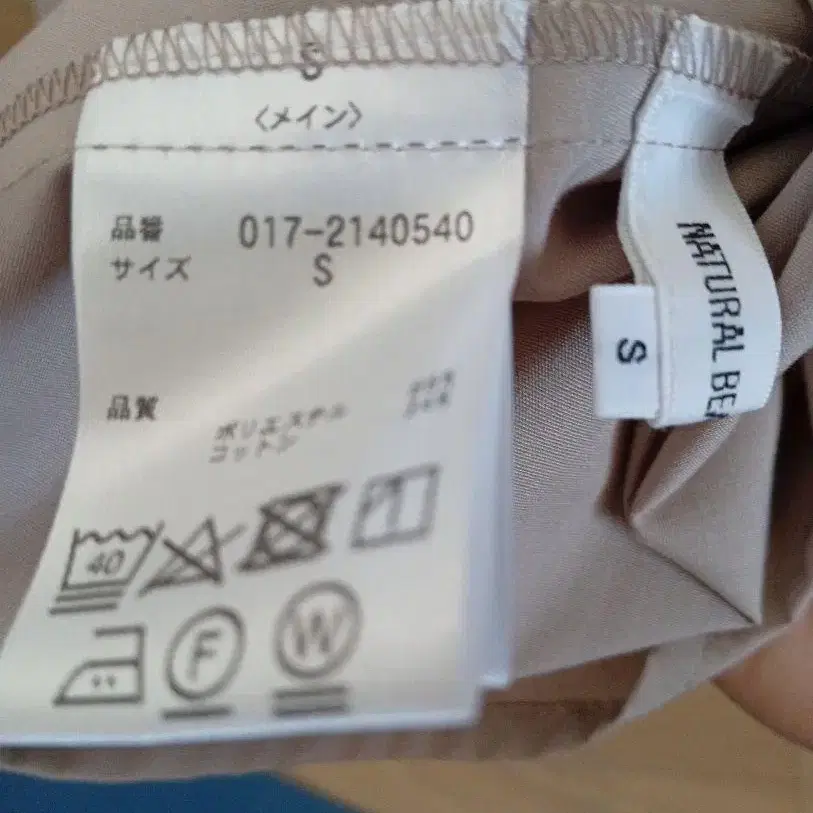 S
〈メイン〉
品番 017-2140540
サイズ S
品質 ポリエステル
コットン
40
F
W
NATURAL BEA
S